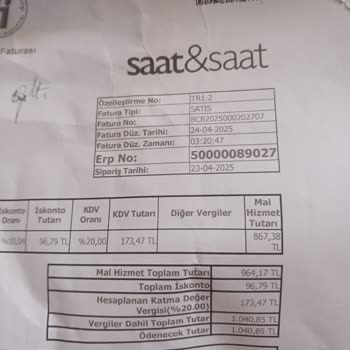 Faturası
saat&saat
Özelleştirme No: TR1.2
Fatura Tipi: SATIS
Fatura No: BCB2025000202707
Fatura Düz. Tarihi: 24-04-2025
Fatura Düz. Zamanı: 03:20:47
Erp No: 50000089027
Sipariş Tarihi: 23-04-2025
İskonto Oranı İskonto Tutarı KDV Oranı KDV Tutarı Diğer Vergiler Mal Hizmet Tutarı
96,79 TL %20,00 173,47 TL 867,38 TL
Mal Hizmet Toplam Tutarı 964,17 TL
Toplam İskonto 96,79 TL
Hesaplanan Katma Değer Vergisi(%20.00) 173,47 TL
Vergiler Dahil Toplam Tutar 1.040,85 TL
Ödenecek Tutar 1.040,85 TL